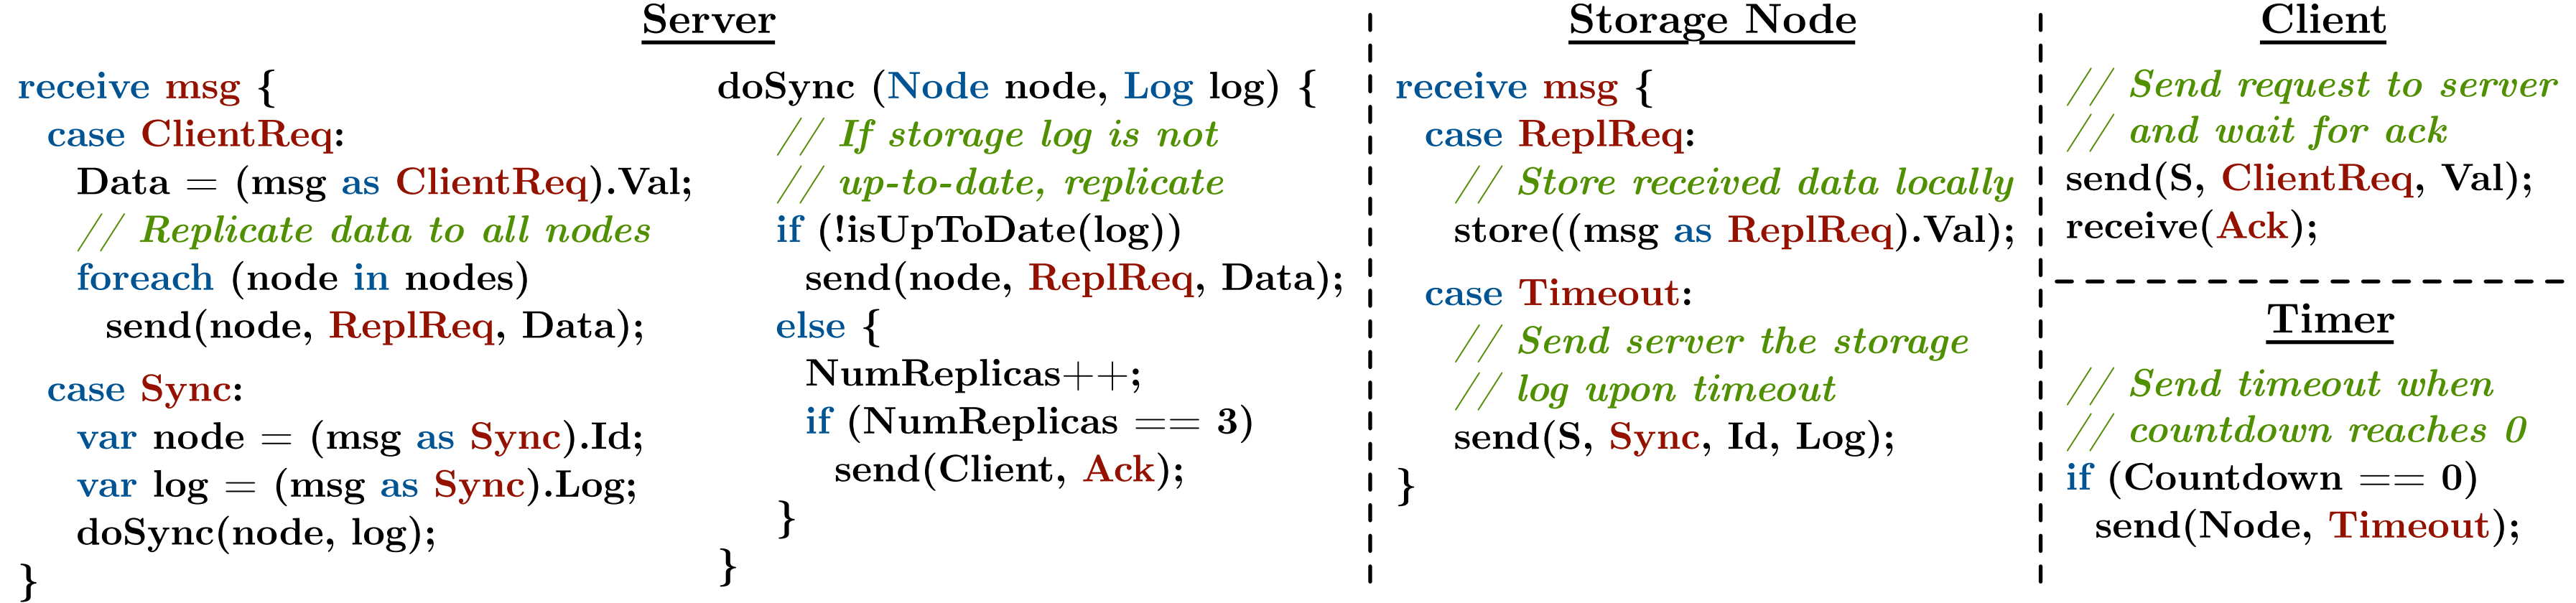 Server
receive msg {
case ClientReq:
Data = (msg as ClientReq).Val;
// Replicate data to all nodes
foreach (node in nodes)
send(node, ReplReq, Data);
case Sync:
var node = (msg as Sync).Id;
var log = (msg as Sync).Log;
doSync(node, log);
}
doSync (Node node, Log log) {
// If storage log is not
// up-to-date, replicate
if (!isUpToDate(log))
send(node, ReplReq, Data);
else {
NumReplicas++;
if (NumReplicas == 3)
send(Client, Ack);
}
}
Storage Node
receive msg {
case ReplReq:
// Store received data locally
store((msg as ReplReq).Val);
case Timeout:
// Send server the storage
// log upon timeout
send(S, Sync, Id, Log);
}
Client
// Send request to server
// and wait for ack
send(S, ClientReq, Val);
receive(Ack);
Timer
// Send timeout when
// countdown reaches 0
if (Countdown == 0)
send(Node, Timeout);